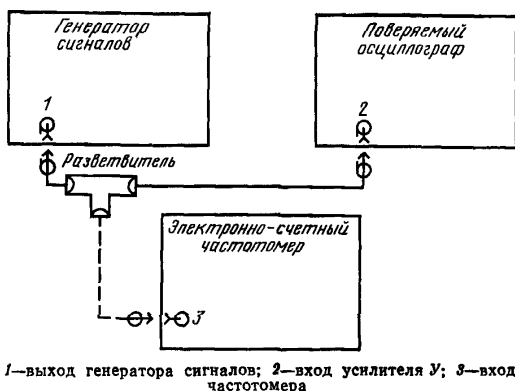 Генератор
сигналов
Поверяемый
осциллограф
1
2
Разветвитель
Электронно-счетный
частотомер
3
1—выход генератора сигналов; 2—вход усилителя У; 3—вход
частотомера